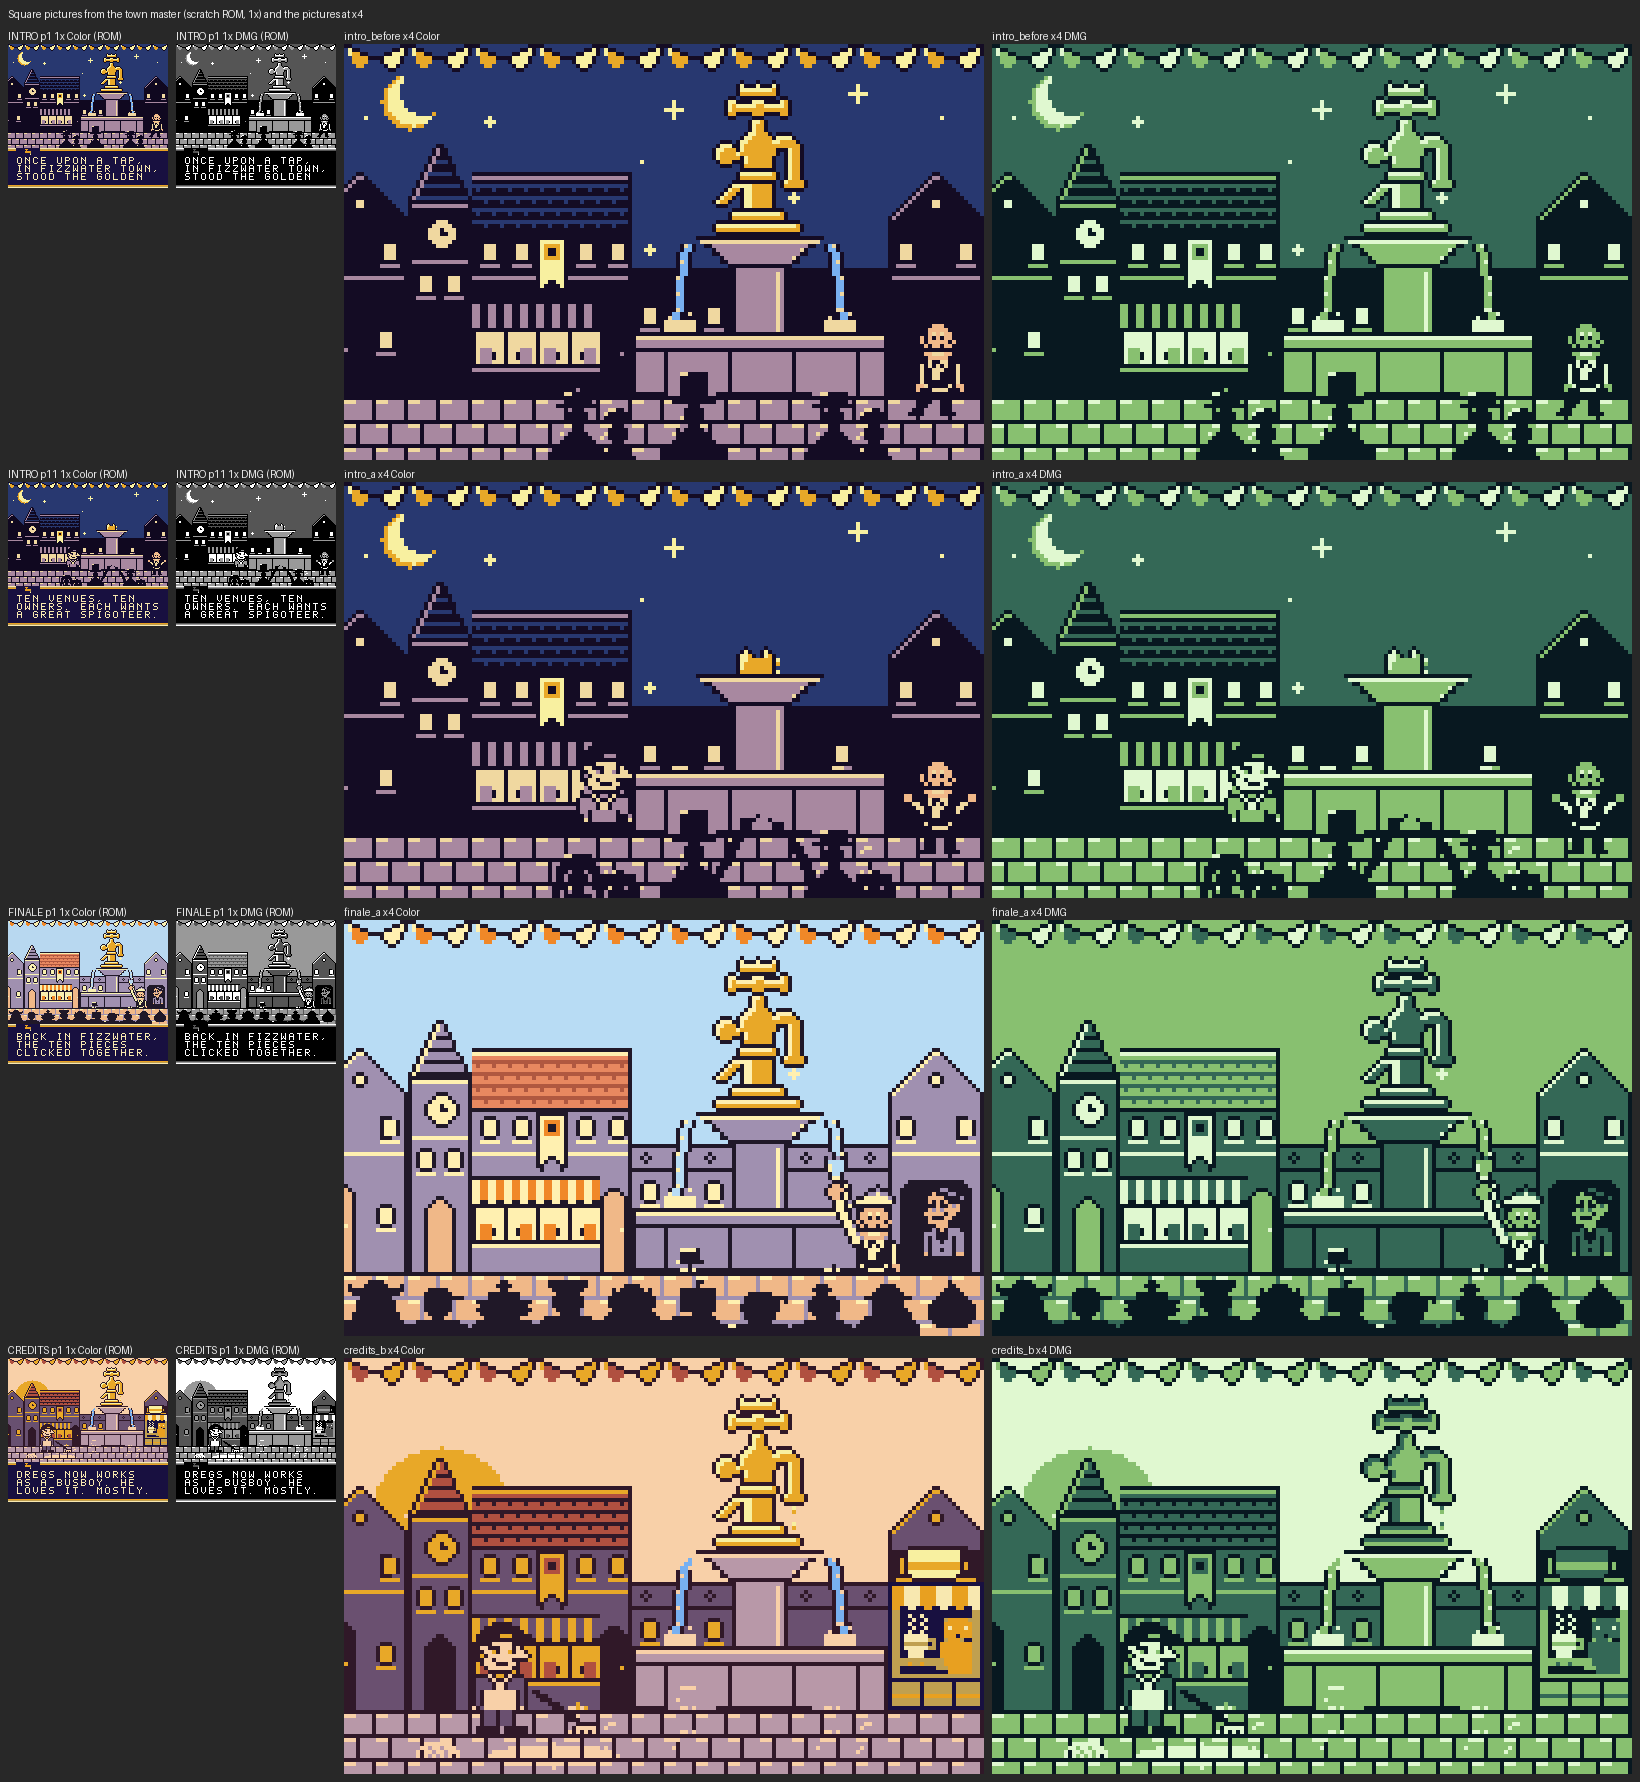 Square pictures from the town master (scratch ROM, 1x) and the pictures at x4
INTRO p1 1x Color (ROM)
INTRO p1 1x DMG (ROM)
intro_before x4 Color
intro_before x4 DMG
ONCE UPON A TAP,
IN FIZZWATER TOWN,
STOOD THE GOLDEN
ONCE UPON A TAP,
IN FIZZWATER TOWN,
STOOD THE GOLDEN
INTRO p11 1x Color (ROM)
INTRO p11 1x DMG (ROM)
intro_a x4 Color
intro_a x4 DMG
TEN VENUES, TEN
OWNERS. EACH WANTS
A GREAT SPIGOTEER.
TEN VENUES, TEN
OWNERS. EACH WANTS
A GREAT SPIGOTEER.
FINALE p1 1x Color (ROM)
FINALE p1 1x DMG (ROM)
finale_a x4 Color
finale_a x4 DMG
BACK IN FIZZWATER,
THE TEN PIECES
CLICKED TOGETHER.
BACK IN FIZZWATER,
THE TEN PIECES
CLICKED TOGETHER.
CREDITS p1 1x Color (ROM)
CREDITS p1 1x DMG (ROM)
credits_b x4 Color
credits_b x4 DMG
DREGS NOW WORKS
AS A BUSBOY. HE
LOVES IT. MOSTLY.
DREGS NOW WORKS
AS A BUSBOY. HE
LOVES IT. MOSTLY.